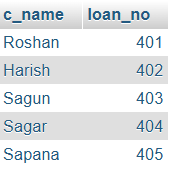 c_name loan_no
Roshan 401
Harish 402
Sagun 403
Sagar 404
Sapana 405